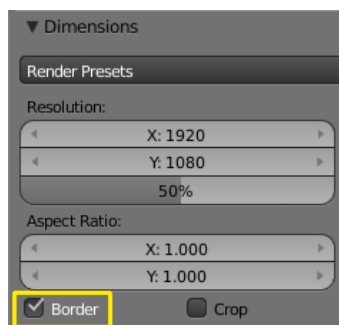 Dimensions
Render Presets
Resolution:
X: 1920
Y: 1080
50%
Aspect Ratio:
X: 1.000
Y: 1.000
Border Crop